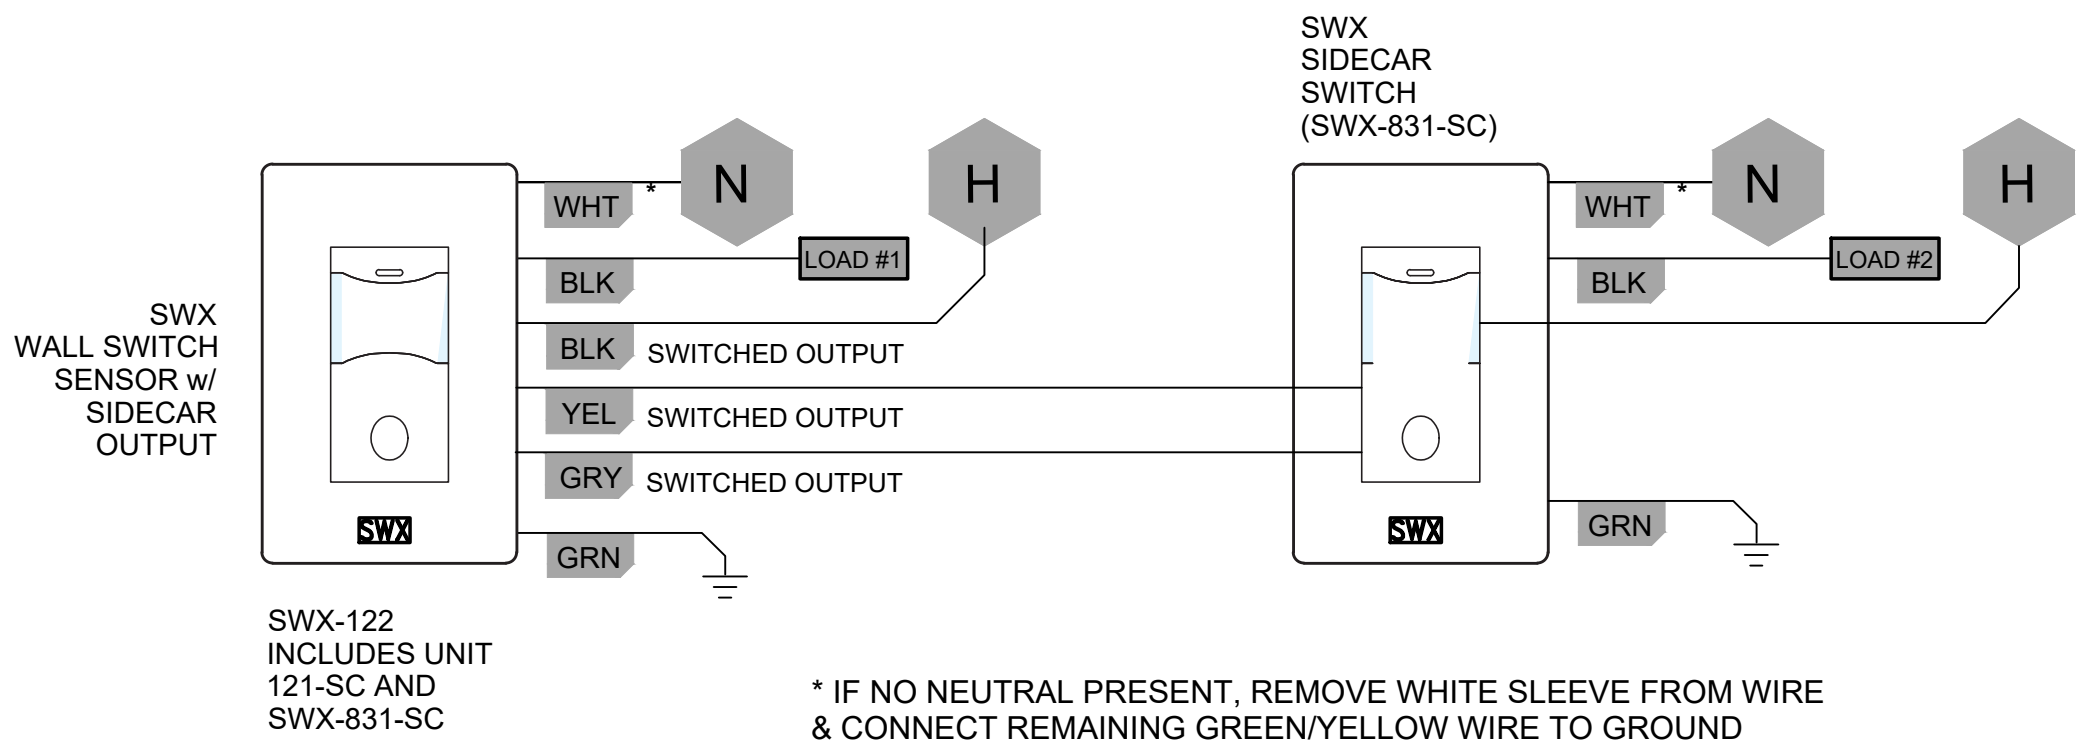 SWX
SIDECAR
SWITCH
(SWX-831-SC)
N
H
N
H
WHT *
WHT *
LOAD #1
LOAD #2
BLK
BLK
SWX
WALL SWITCH
SENSOR w/
SIDECAR
OUTPUT
BLK SWITCHED OUTPUT
YEL SWITCHED OUTPUT
GRY SWITCHED OUTPUT
SWX
SWX
GRN
GRN
SWX-122
INCLUDES UNIT
121-SC AND
SWX-831-SC
* IF NO NEUTRAL PRESENT, REMOVE WHITE SLEEVE FROM WIRE
& CONNECT REMAINING GREEN/YELLOW WIRE TO GROUND